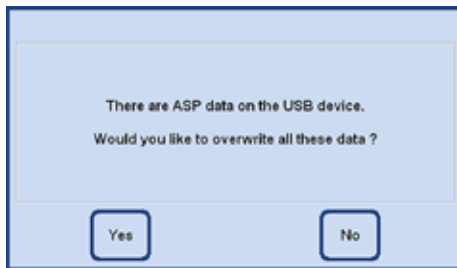 There are ASP data on the USB device.
Would you like to overwrite all these data ?
Yes
No